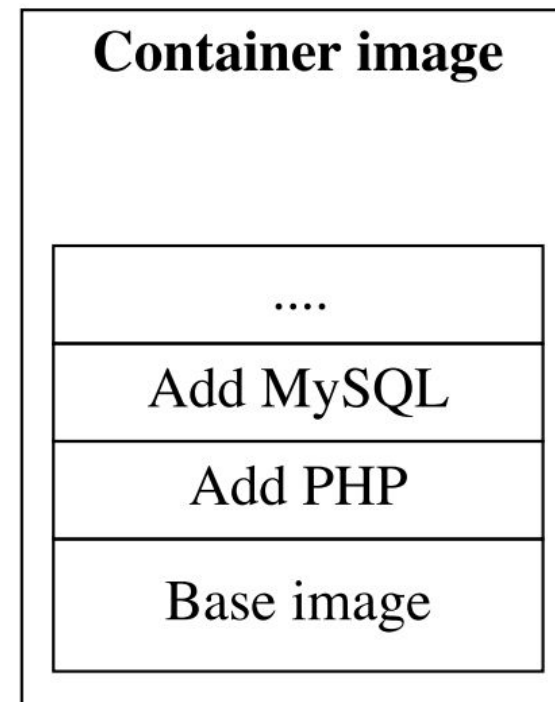 Container image
....
Add MySQL
Add PHP
Base image